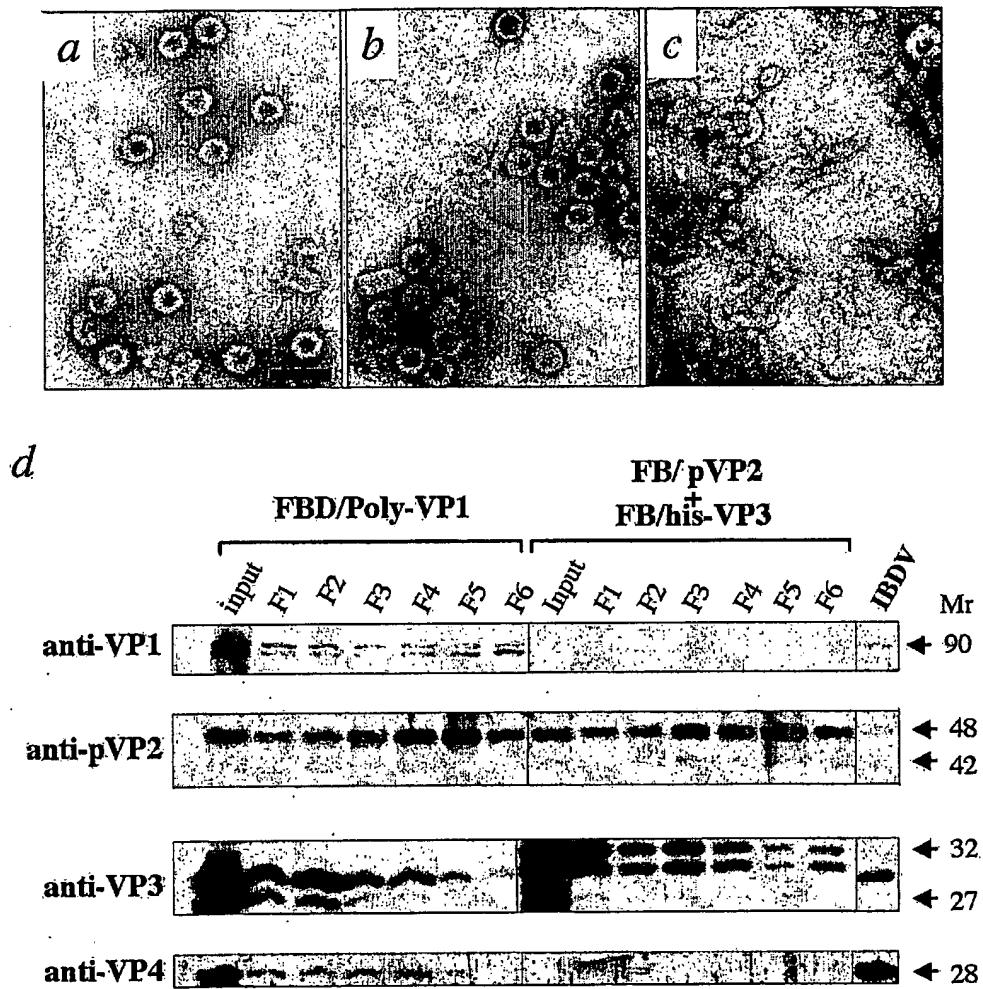 a b c
d
FBD/Poly-VP1
FB/pVP2
+
FB/his-VP3
input F1 F2 F3 F4 F5 F6 Input F1 F2 F3 F4 F5 F6 IBDV
Mr
anti-VP1 90
anti-pVP2 48
42
anti-VP3 32
27
anti-VP4 28